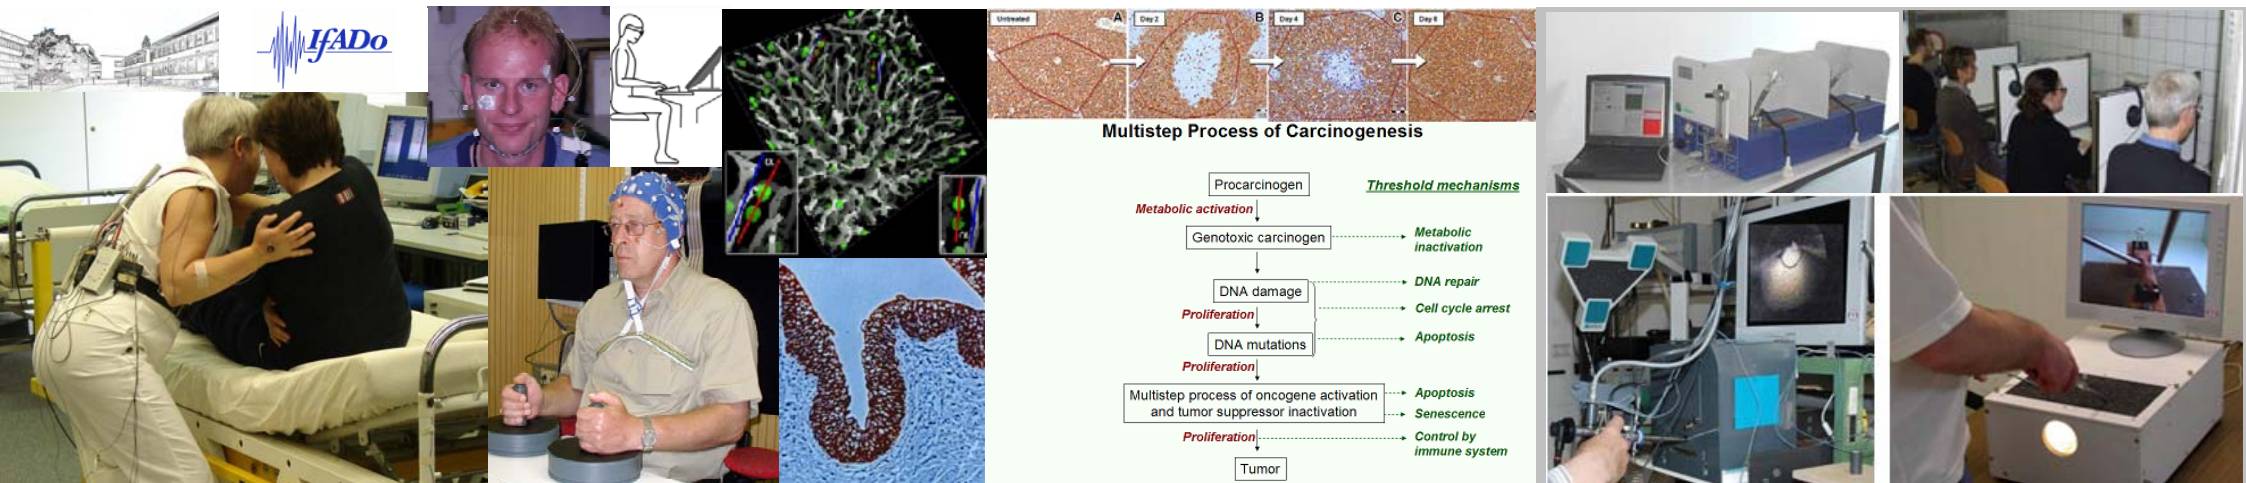 IfADo
Untreated
A
Day 2
B
Day 4
C
Day 6
Multistep Process of Carcinogenesis
Procarcinogen
Threshold mechanisms
Metabolic activation
Genotoxic carcinogen
Metabolic
inactivation
DNA damage
DNA repair
Proliferation
Cell cycle arrest
DNA mutations
Apoptosis
Proliferation
Multistep process of oncogene activation
and tumor suppressor inactivation
Apoptosis
Senescence
Proliferation
Control by
immune system
Tumor